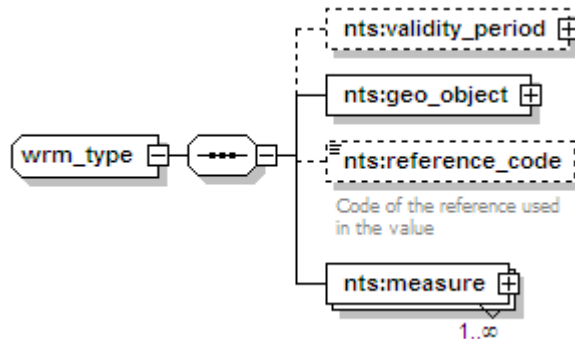 nts:validity_period
nts:geo_object
wrm_type
nts:reference_code
Code of the reference used
in the value
nts:measure
1..∞